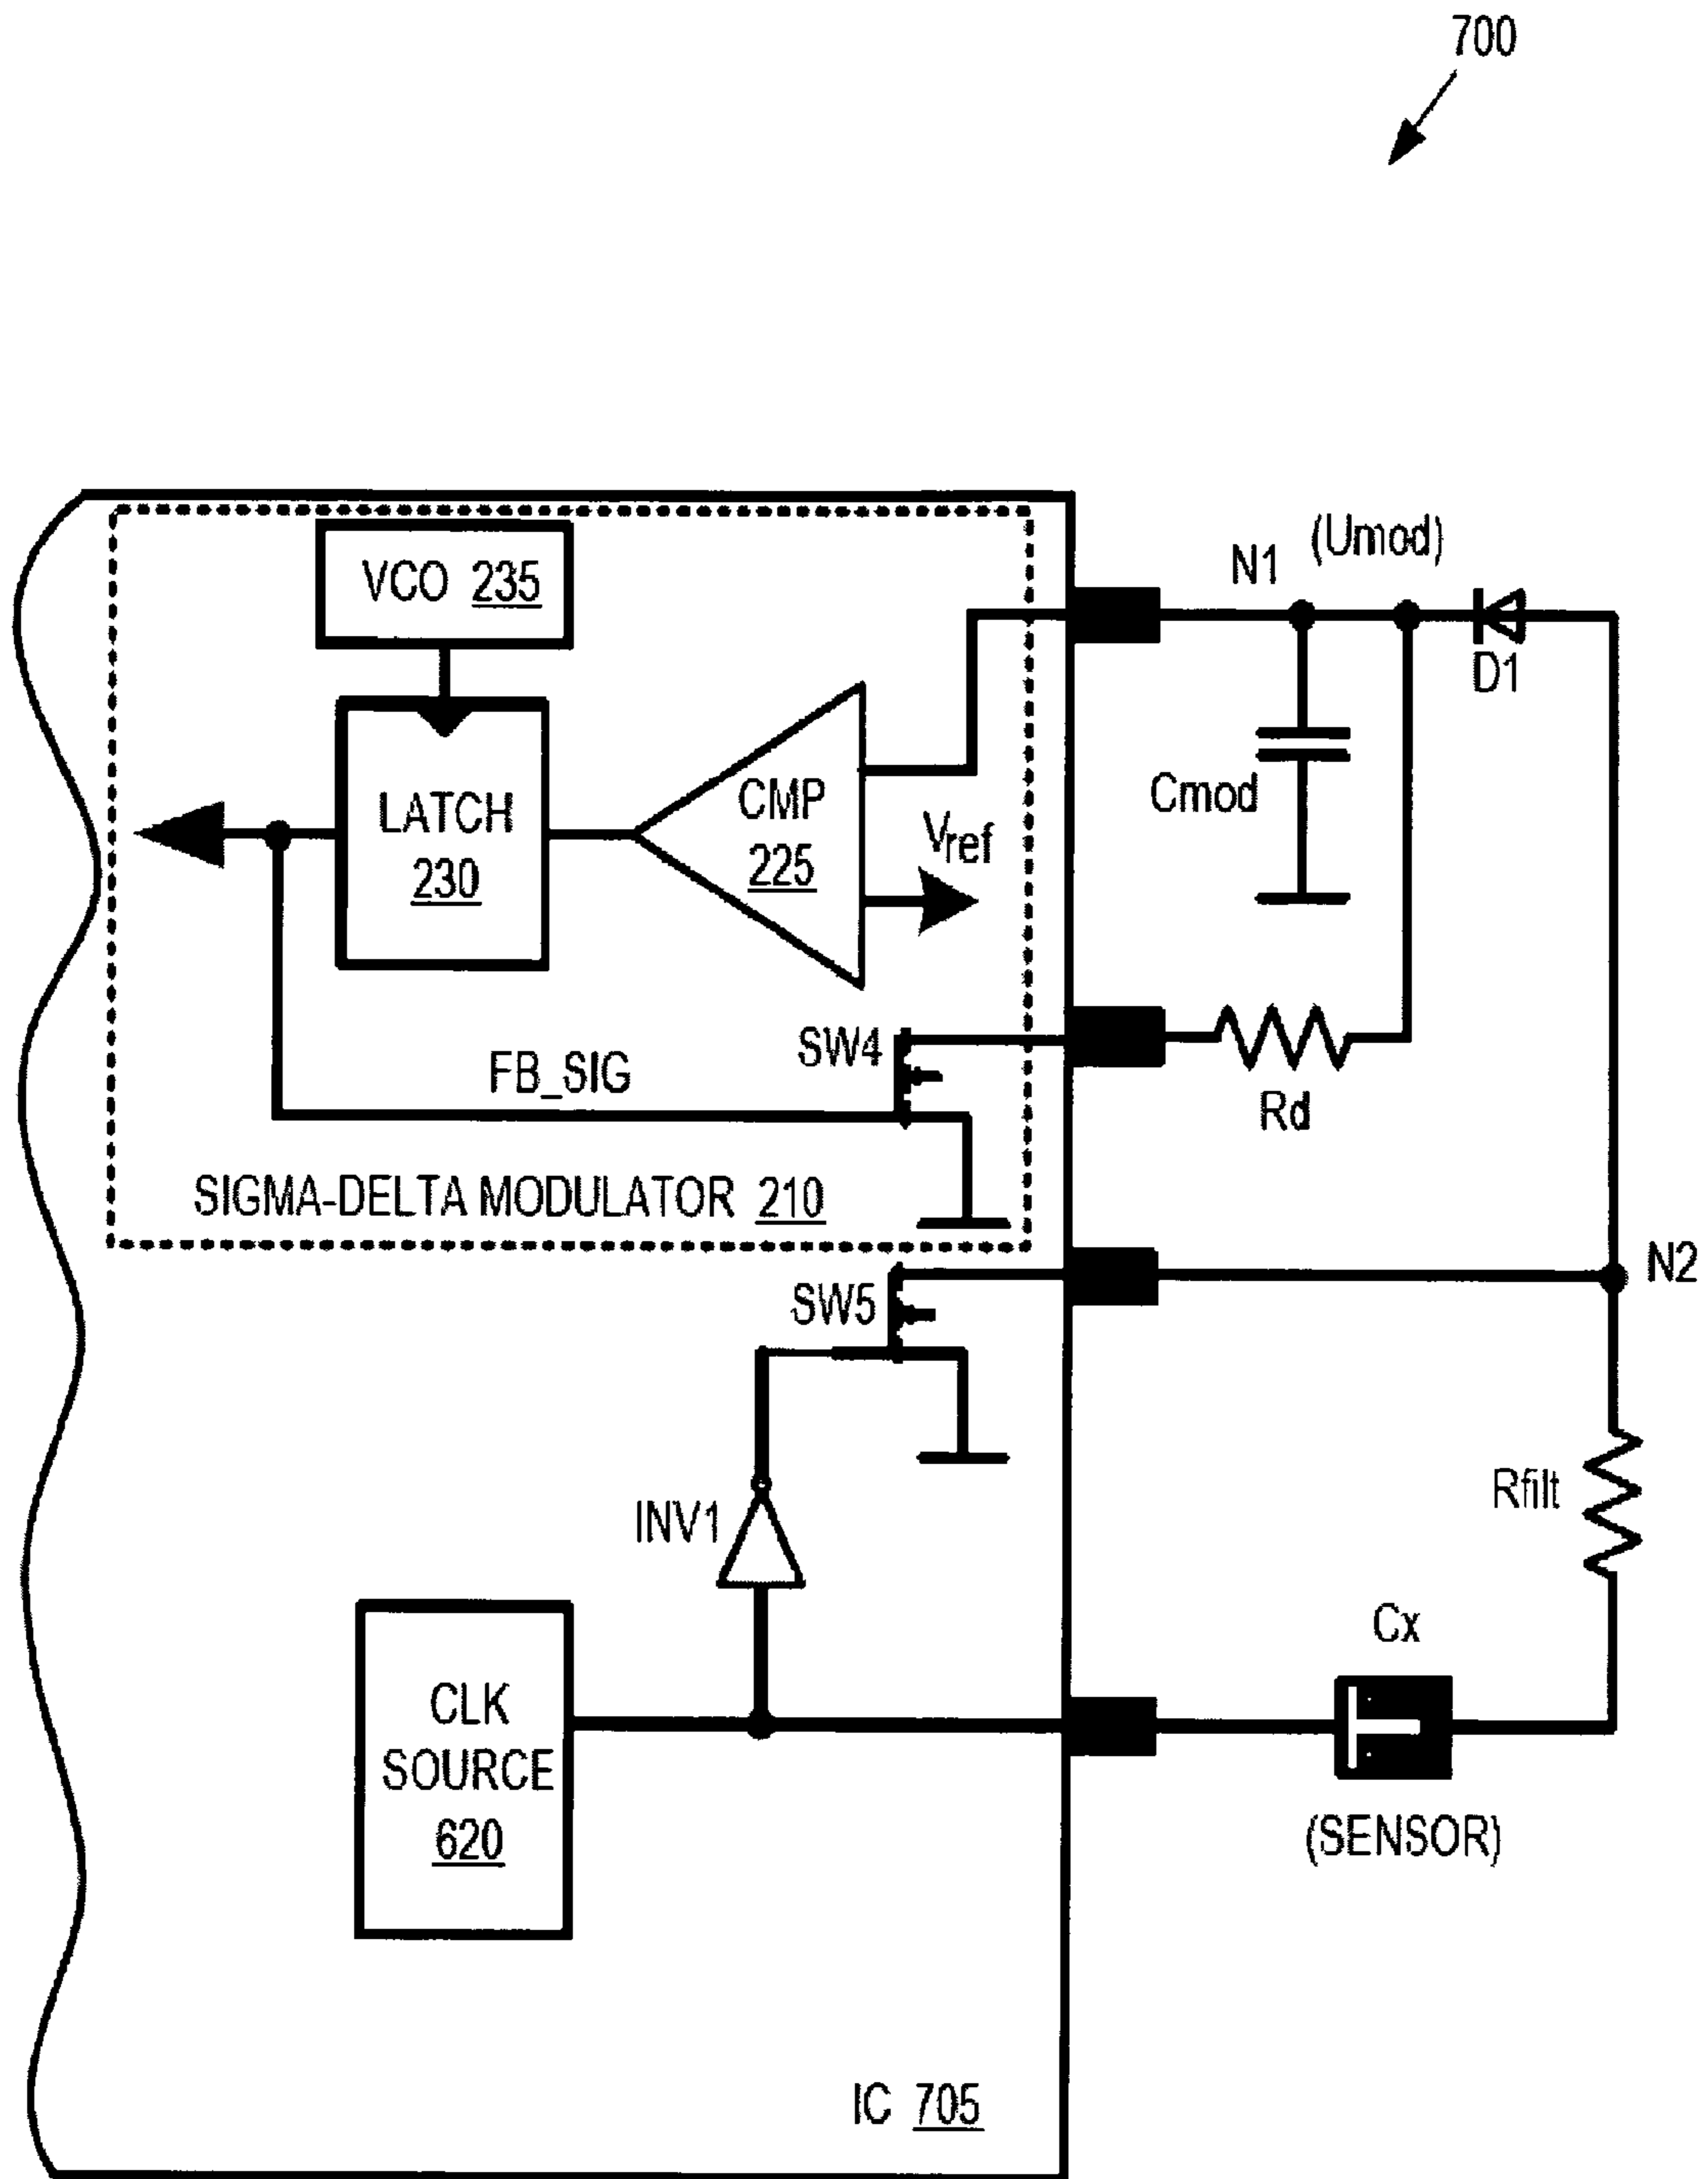 700
VCO 235
N1
(Umod)
D1
LATCH
230
CMP
225
Vref
Cmod
SW4
FB_SIG
Rd
SIGMA-DELTA MODULATOR 210
SW5
N2
INV1
Rfilt
Cx
CLK
SOURCE
620
(SENSOR)
IC 705